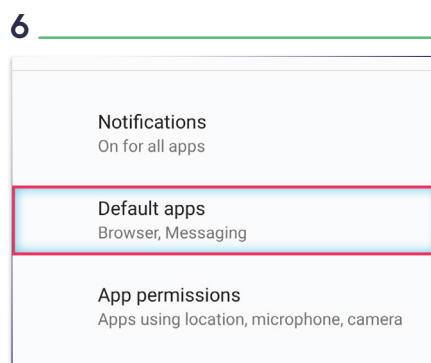 6
Notifications
On for all apps
Default apps
Browser, Messaging
App permissions
Apps using location, microphone, camera